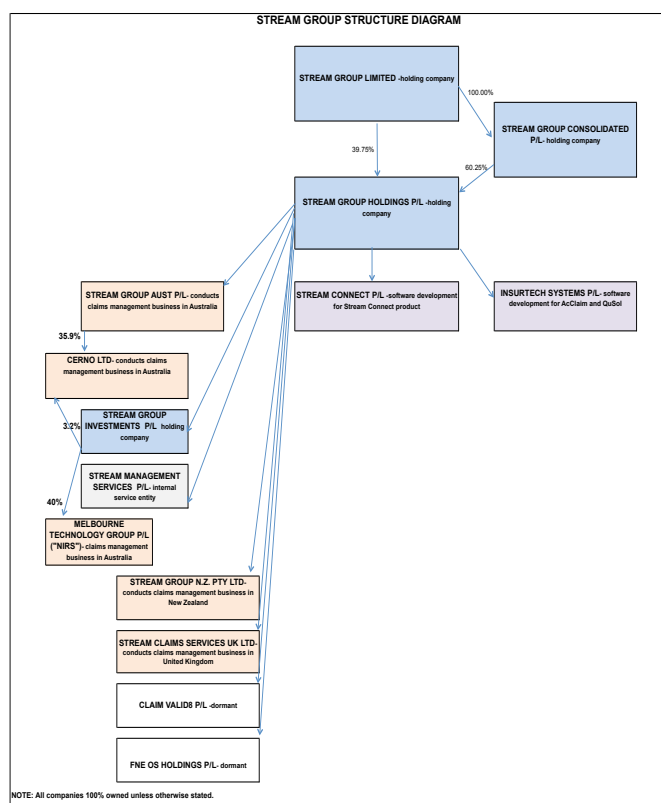 STREAM GROUP STRUCTURE DIAGRAM
STREAM GROUP LIMITED -holding company
100.00%
STREAM GROUP CONSOLIDATED
P/L- holding company
39.75%
60.25%
STREAM GROUP HOLDINGS P/L -holding
company
STREAM GROUP AUST P/L- conducts
claims management business in Australia
STREAM CONNECT P/L -software development
for Stream Connect product
INSURTECH SYSTEMS P/L- software
development for AcClaim and QuSol
35.9%
CERNO LTD- conducts claims
management business in Australia
3.2%
STREAM GROUP
INVESTMENTS P/L holding
company
STREAM MANAGEMENT
SERVICES P/L- internal
service entity
40%
MELBOURNE
TECHNOLOGY GROUP P/L
("NIRS")- claims management
business in Australia
STREAM GROUP N.Z. PTY LTD-
conducts claims management business in
New Zealand
STREAM CLAIMS SERVICES UK LTD-
conducts claims management business in
United Kingdom
CLAIM VALID8 P/L -dormant
FNE OS HOLDINGS P/L- dormant
NOTE: All companies 100% owned unless otherwise stated.